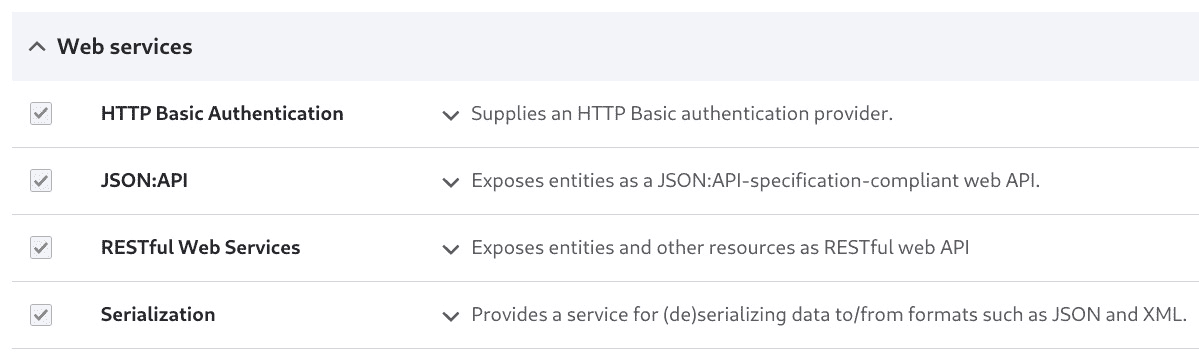 Web services
HTTP Basic Authentication Supplies an HTTP Basic authentication provider.
JSON:API Exposes entities as a JSON:API-specification-compliant web API.
RESTful Web Services Exposes entities and other resources as RESTful web API
Serialization Provides a service for (de)serializing data to/from formats such as JSON and XML.